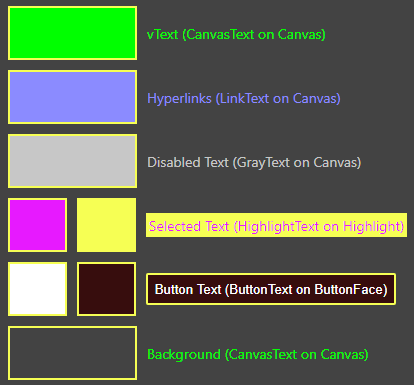 vText (CanvasText on Canvas)
Hyperlinks (LinkText on Canvas)
Disabled Text (GrayText on Canvas)
Selected Text (HighlightText on Highlight)
Button Text (ButtonText on ButtonFace)
Background (CanvasText on Canvas)